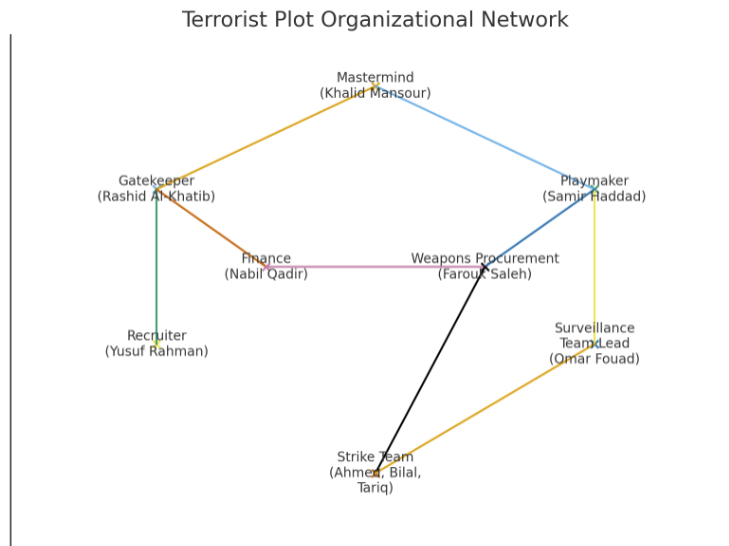 Terrorist Plot Organizational Network
Mastermind
(Khalid Mansour)
Gatekeeper
(Rashid Al-Khatib)
Playmaker
(Samir Haddad)
Finance
(Nabil Qadir)
Weapons Procurement
(Farouk Saleh)
Recruiter
(Yusuf Rahman)
Surveillance
Team Lead
(Omar Fouad)
Strike Team
(Ahmed, Bilal,
Tariq)